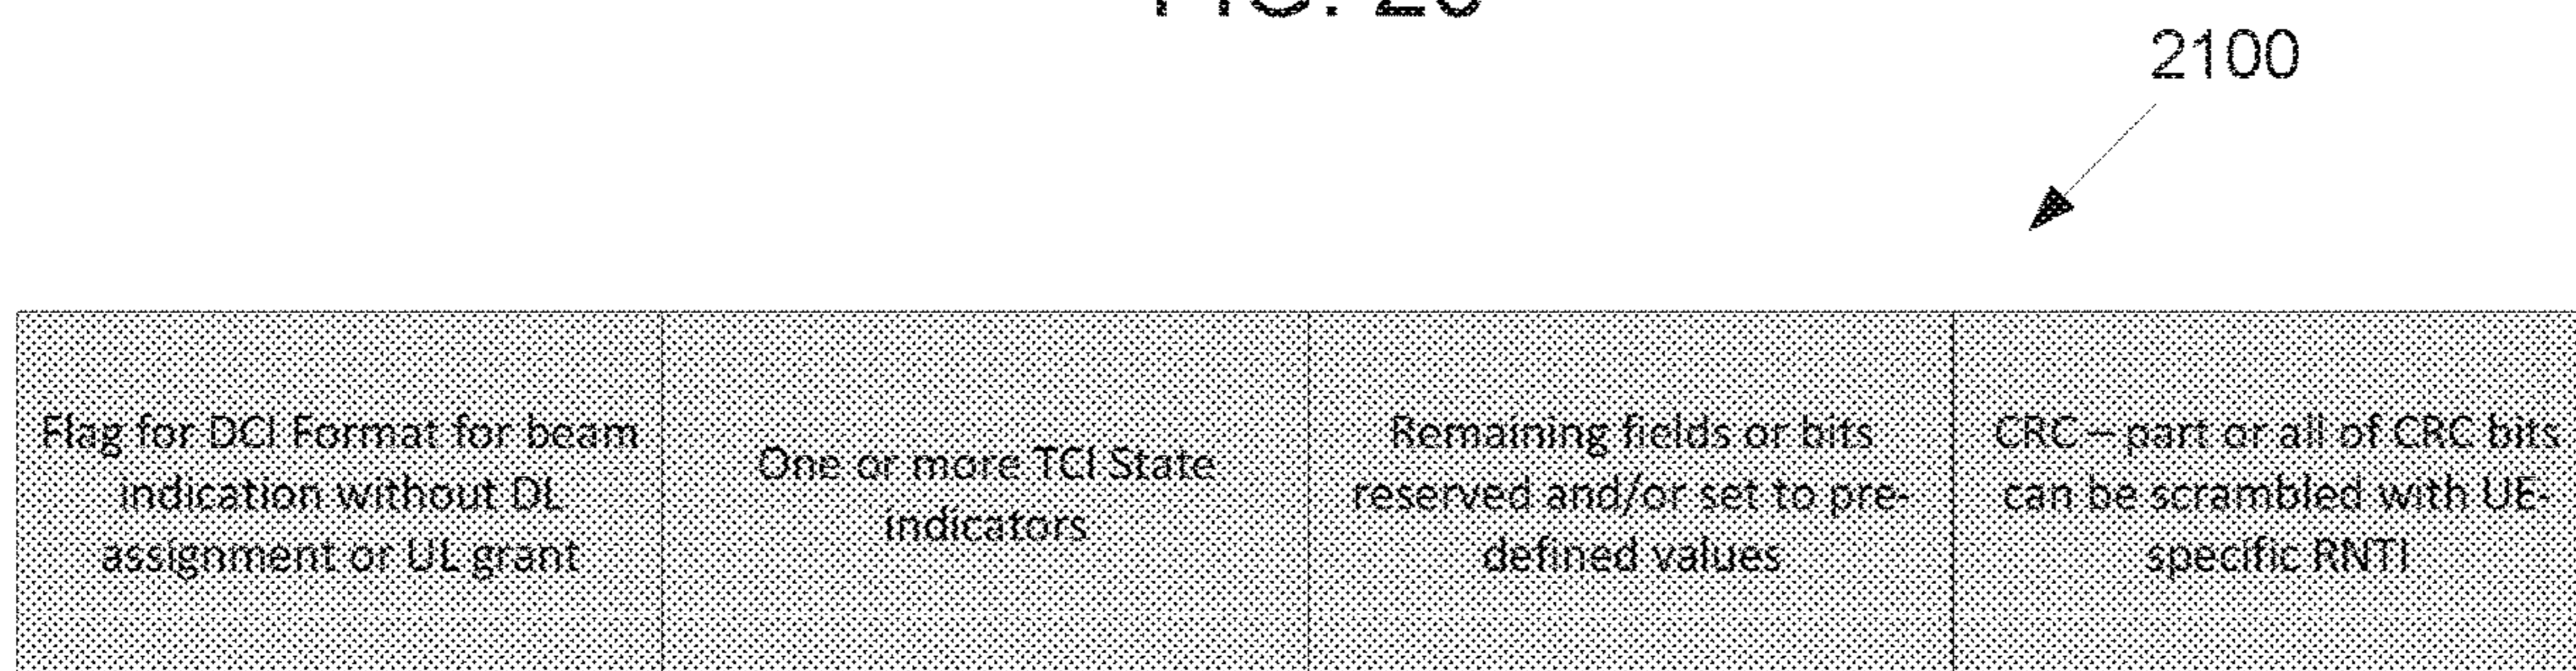 FIG. 20
2100
Flag for DCI Format for beam
indication without DL
assignment or UL grant
One or more TCI State
indicators
Remaining fields or bits
reserved and/or set to pre-
defined values
CRC – part or all of CRC bits
can be scrambled with UE-
specific RNTI